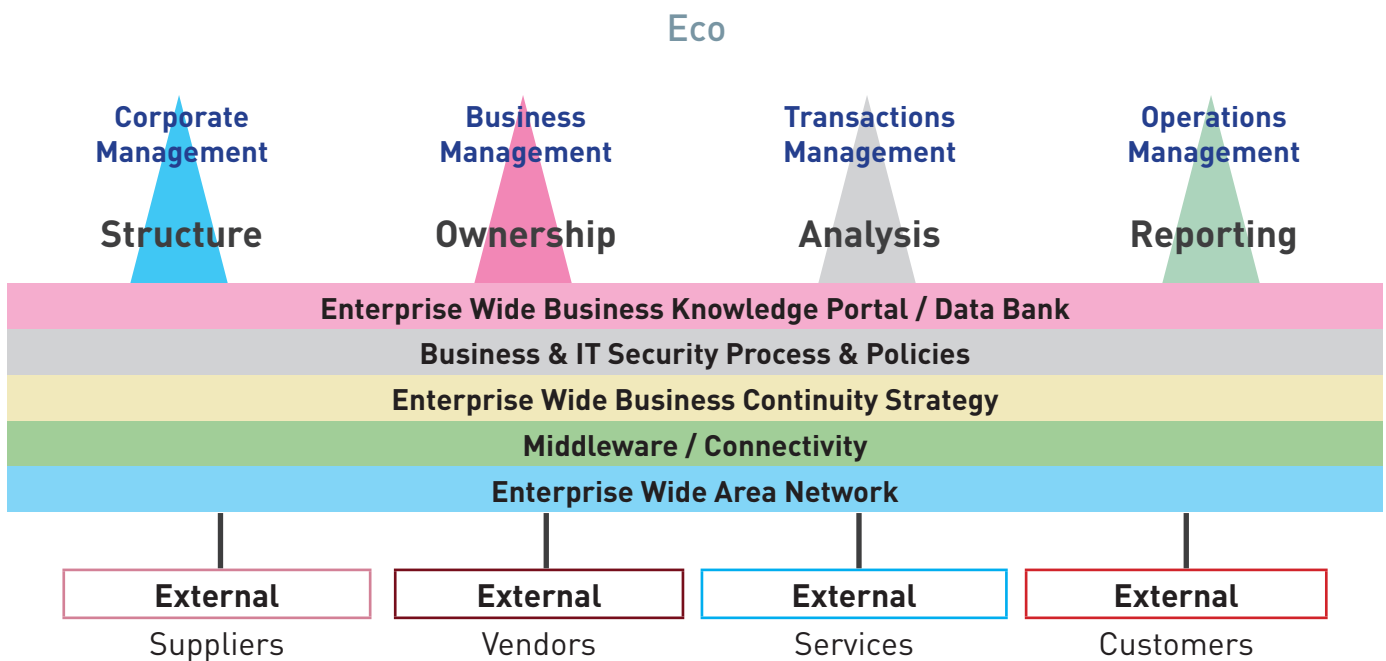 Eco
Corporate
Management
Business
Management
Transactions
Management
Operations
Management
Structure
Ownership
Analysis
Reporting
Enterprise Wide Business Knowledge Portal / Data Bank
Business & IT Security Process & Policies
Enterprise Wide Business Continuity Strategy
Middleware / Connectivity
Enterprise Wide Area Network
External
Suppliers
External
Vendors
External
Services
External
Customers